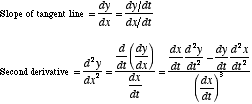 Slope of tangent line = dy/dx = (dy/dt)/(dx/dt)
Second derivative = d²y/dx² = (d/dt(dy/dx))/(dx/dt) = (dx/dt d²y/dt² − dy/dt d²x/dt²)/(dx/dt)³